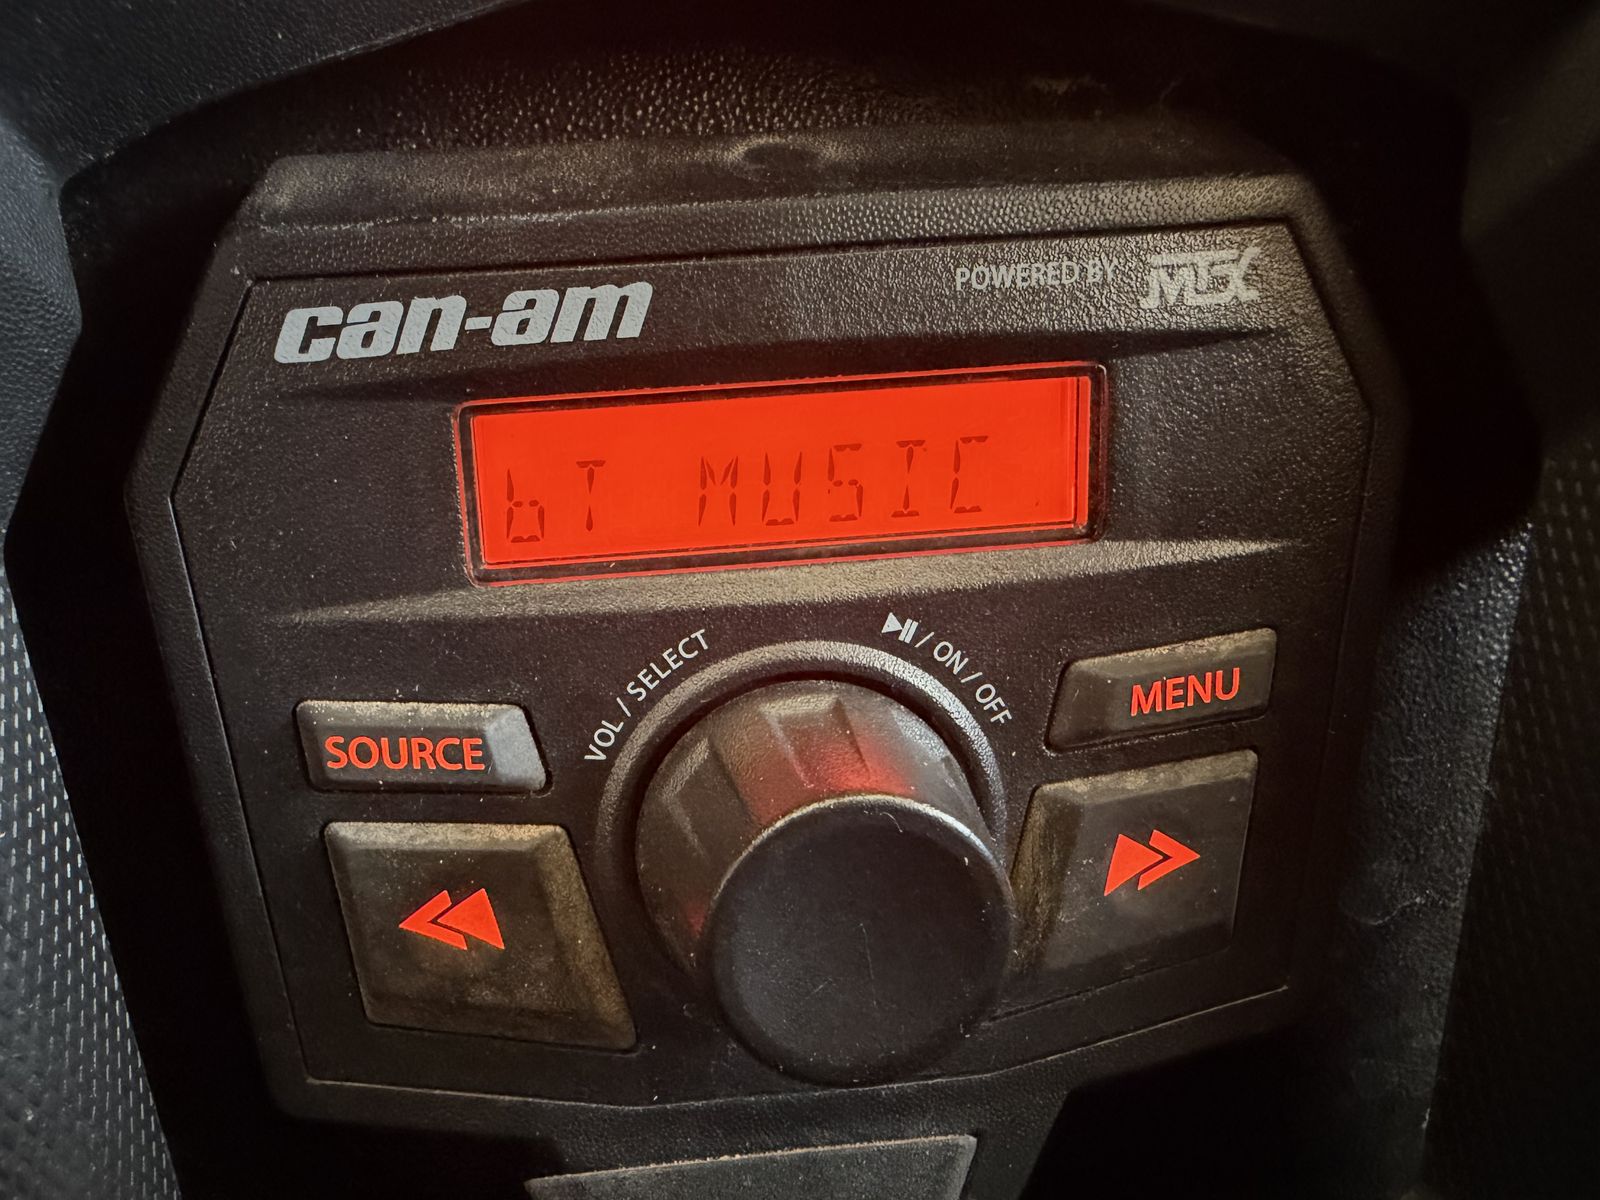 can-am
POWERED BY MTX
bT MUSIC
VOL / SELECT
/ ON / OFF
MENU
SOURCE